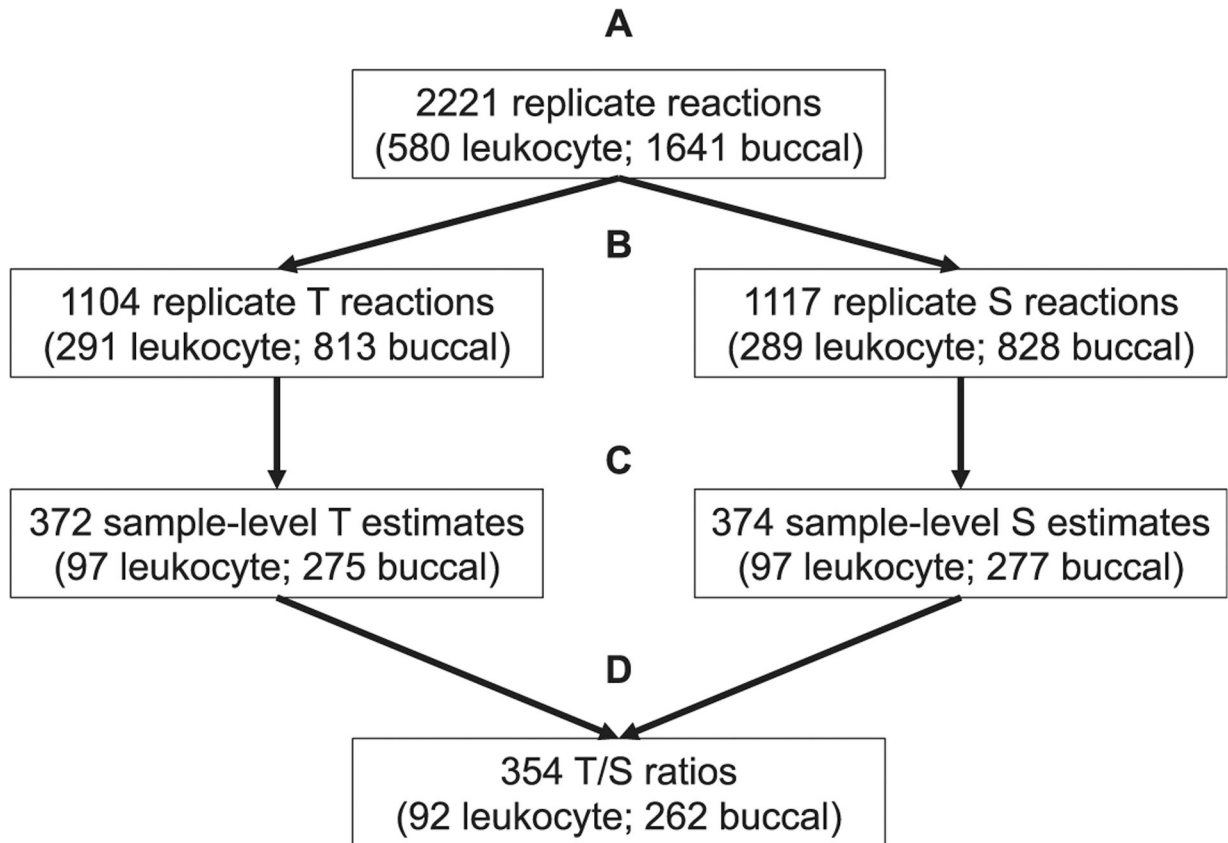 A
2221 replicate reactions
(580 leukocyte; 1641 buccal)
B
1104 replicate T reactions
(291 leukocyte; 813 buccal)
1117 replicate S reactions
(289 leukocyte; 828 buccal)
C
372 sample-level T estimates
(97 leukocyte; 275 buccal)
374 sample-level S estimates
(97 leukocyte; 277 buccal)
D
354 T/S ratios
(92 leukocyte; 262 buccal)